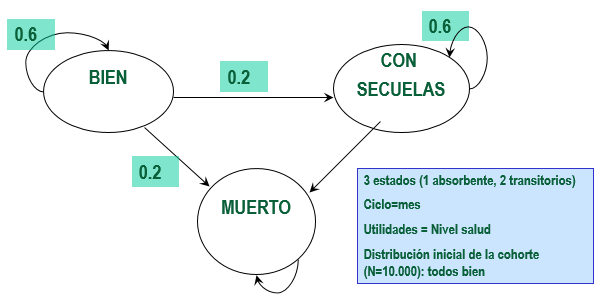 0.6
0.6
BIEN
CON
SECUELAS
0.2
0.2
MUERTO
3 estados (1 absorbente, 2 transitorios)
Ciclo=mes
Utilidades = Nivel salud
Distribución inicial de la cohorte
(N=10.000): todos bien